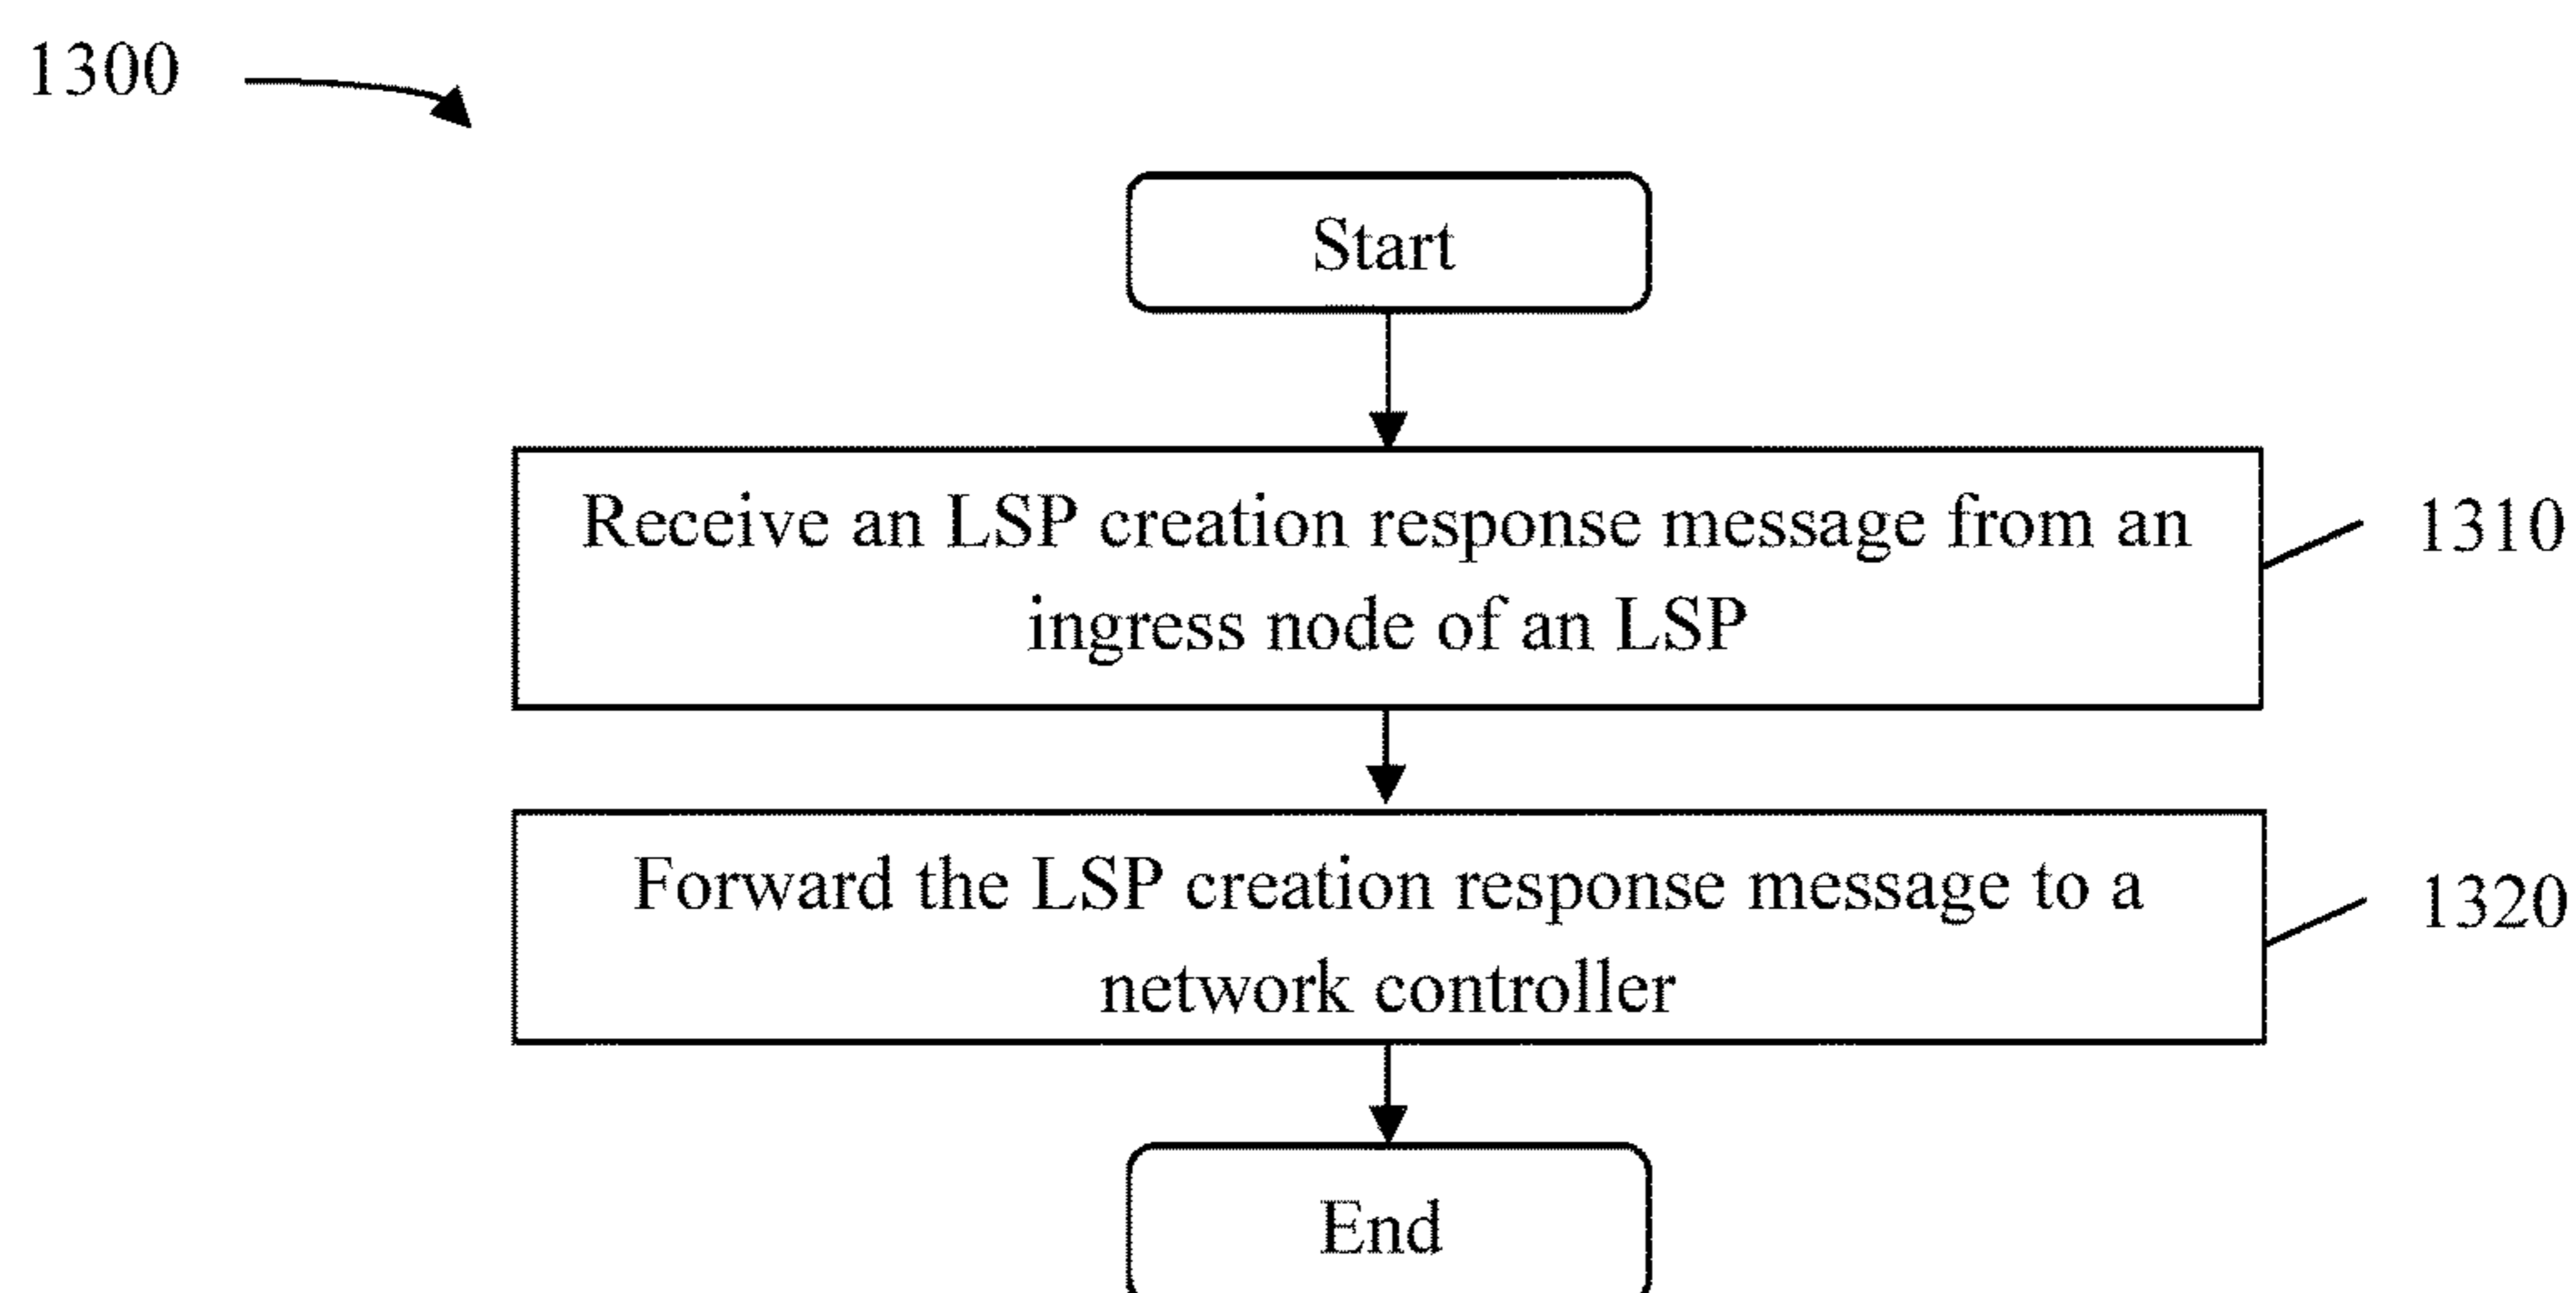 1300
Start
Receive an LSP creation response message from an
ingress node of an LSP
1310
Forward the LSP creation response message to a
network controller
1320
End